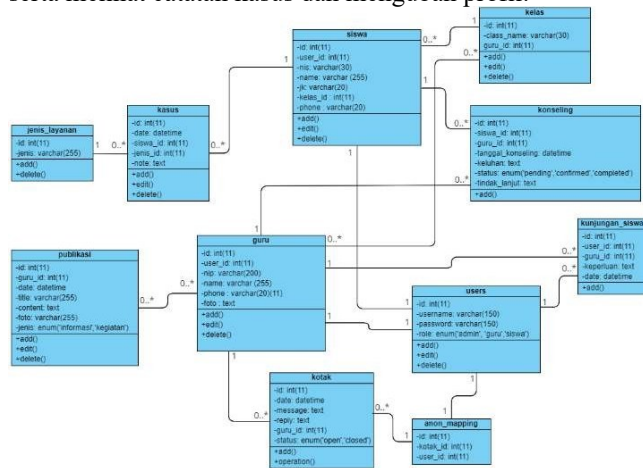 serta melihat catatan kasus dan mengubah profil.
siswa
-id: int(11)
-user_id: int(11)
-nis: varchar(30)
-name: varchar (255)
-jk: varchar(20)
-kelas_id : int(11)
-phone : varchar(20)
+add()
+edit()
+delete()
kelas
-id: int(11)
-class_name: varchar(30)
guru_id: int(11)
+add()
+edit()
+delete()
kasus
-id: int(11)
-date: datetime
-siswa_id: int(11)
-jenis_id: int(11)
-note: text
+add()
+edit()
+delete()
jenis_layanan
-id: int(11)
-jenis: varchar(255)
+add()
+delete()
konseling
-id: int(11)
-siswa_id: int(11)
-guru_id: int(11)
-tanggal_konseling: datetime
-keluhan: text
-status: enum('pending','confirmed','completed')
-tindak_lanjut: text
+add()
guru
-id: int(11)
-user_id: int(11)
-nip: varchar(200)
-name: varchar (255)
-phone : varchar(20)(11)
-foto : text
+add()
+edit()
+delete()
publikasi
-id: int(11)
-guru_id: int(11)
-date: datetime
-title: varchar(255)
-content: text
-foto: varchar(255)
-jenis: enum('informasi','kegiatan')
+add()
+edit()
+delete()
kunjungan_siswa
-id: int(11)
-user_id: int(11)
-guru_id: int(11)
-keperluan: text
-date: datetime
+add()
users
-id: int(11)
-username: varchar(150)
-password: varchar(150)
-role: enum('admin', 'guru','siswa')
+add()
+edit()
+delete()
kotak
-id: int(11)
-date: datetime
-message: text
-reply: text
-guru_id: int(11)
-status: enum('open','closed')
+add()
+operation()
anon_mapping
-id: int(11)
-kotak_id: int(11)
-user_id: int(11)
1
0..*
1
0..*
1
0..*
0..*
1
0..*
1
0..*
1
0..*
1
0..*
1
0..*
1
1
1
1
0..*
1
0..*
0..*
1
1
1